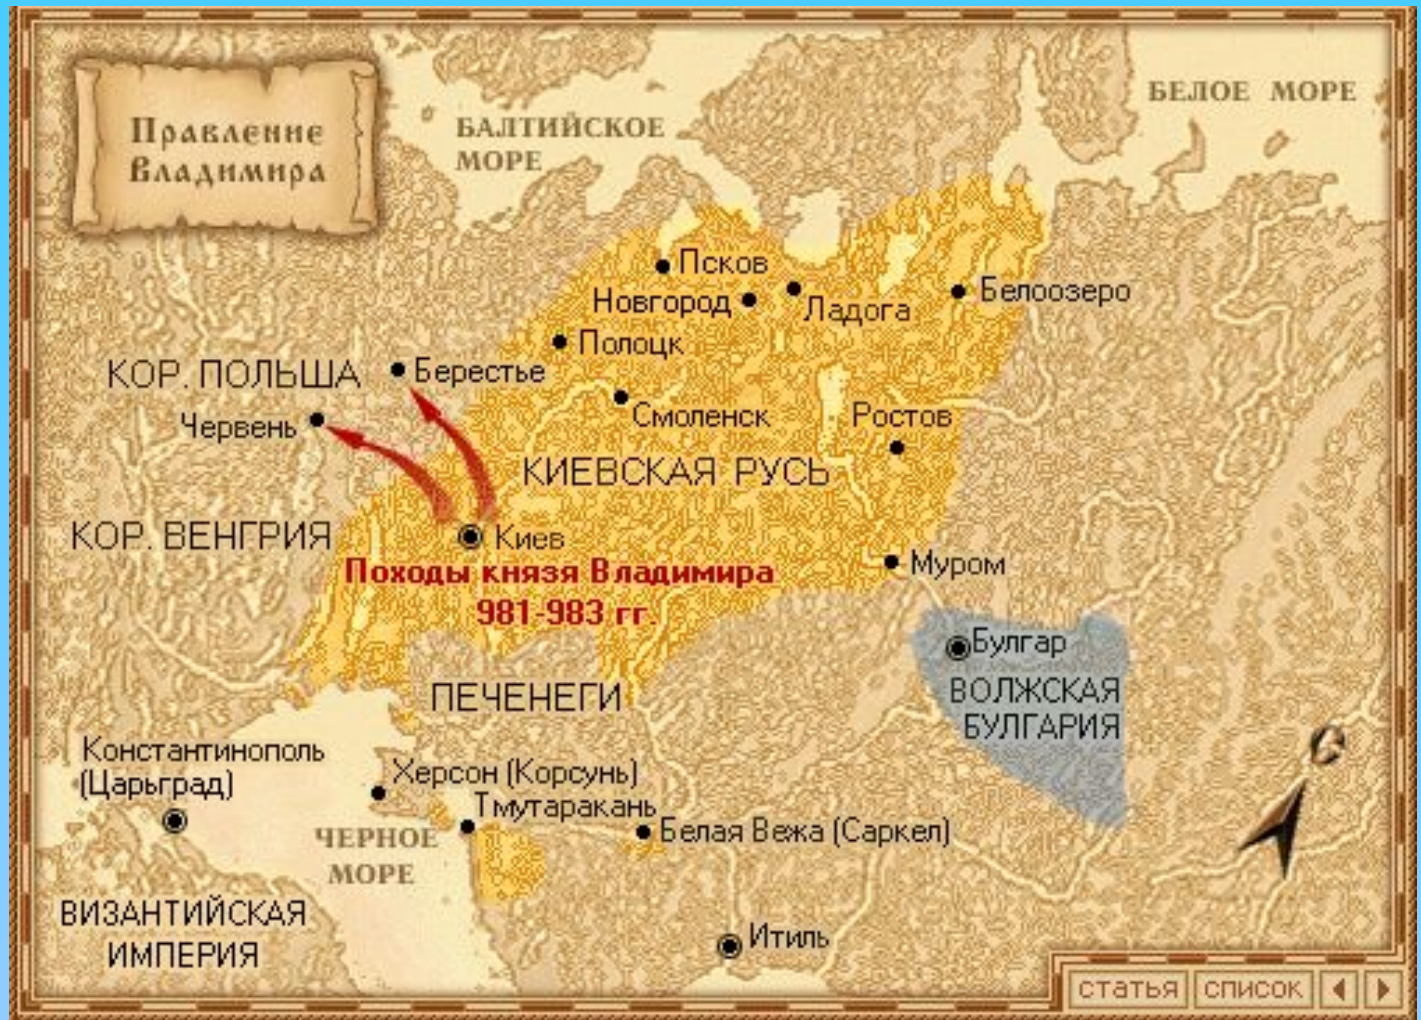 Правление
Владимира
БАЛТИЙСКОЕ
МОРЕ
БЕЛОЕ МОРЕ
Псков
Новгород
Ладога
Белоозеро
Полоцк
КОР. ПОЛЬША
Берестье
Червень
Смоленск
Ростов
КИЕВСКАЯ РУСЬ
КОР. ВЕНГРИЯ
Киев
Походы князя Владимира
981-983 гг.
Муром
Булгар
ВОЛЖСКАЯ
БУЛГАРИЯ
ПЕЧЕНЕГИ
С
Константинополь
(Царьград)
Херсон (Корсунь)
Тмутаракань
Белая Вежа (Саркел)
ЧЕРНОЕ
МОРЕ
ВИЗАНТИЙСКАЯ
ИМПЕРИЯ
Итиль
статья список